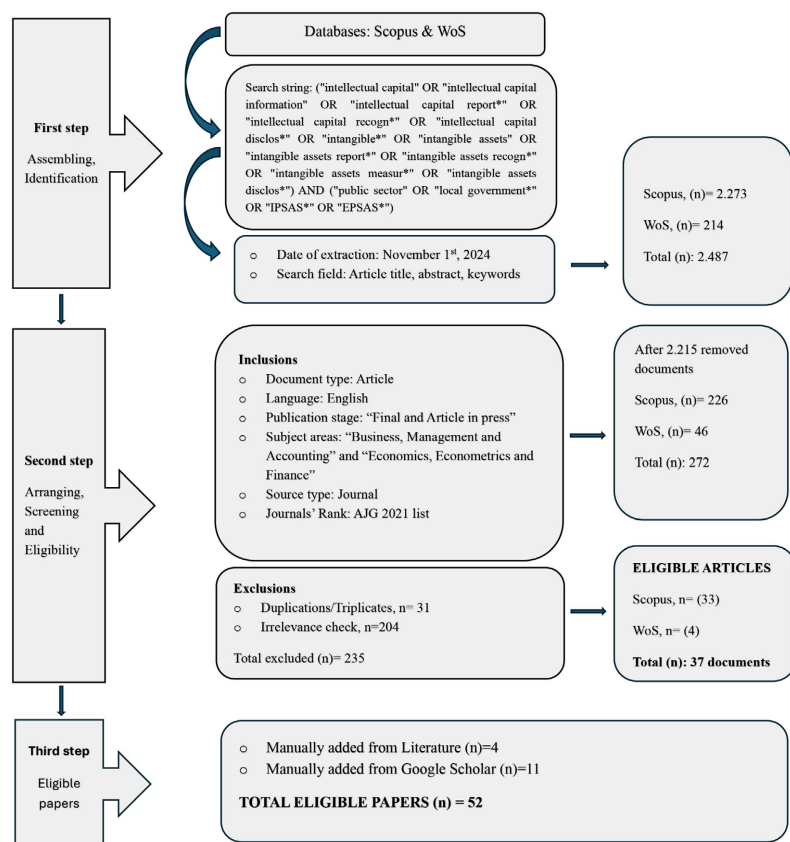 Databases: Scopus & WoS
First step
Assembling,
Identification
Search string: ("intellectual capital" OR "intellectual capital
information" OR "intellectual capital report*" OR
"intellectual capital recogn*" OR "intellectual capital
disclos*" OR "intangible*" OR "intangible assets" OR
"intangible assets report*" OR "intangible assets recogn*"
OR "intangible assets measur*" OR "intangible assets
disclos*") AND ("public sector" OR "local government*"
OR "IPSAS*" OR "EPSAS*")
o Date of extraction: November 1st, 2024
o Search field: Article title, abstract, keywords
Scopus, (n)= 2.273
WoS, (n)= 214
Total (n): 2.487
Second step
Arranging,
Screening
and
Eligibility
Inclusions
o Document type: Article
o Language: English
o Publication stage: “Final and Article in press”
o Subject areas: “Business, Management and
Accounting” and “Economics, Econometrics and
Finance”
o Source type: Journal
o Journals’ Rank: AJG 2021 list
After 2.215 removed
documents
Scopus, (n)= 226
WoS, (n)= 46
Total (n): 272
Exclusions
o Duplications/Triplicates, n= 31
o Irrelevance check, n=204
Total excluded (n)= 235
ELIGIBLE ARTICLES
Scopus, n= (33)
WoS, n= (4)
Total (n): 37 documents
Third step
Eligible
papers
o Manually added from Literature (n)=4
o Manually added from Google Scholar (n)=11
TOTAL ELIGIBLE PAPERS (n) = 52